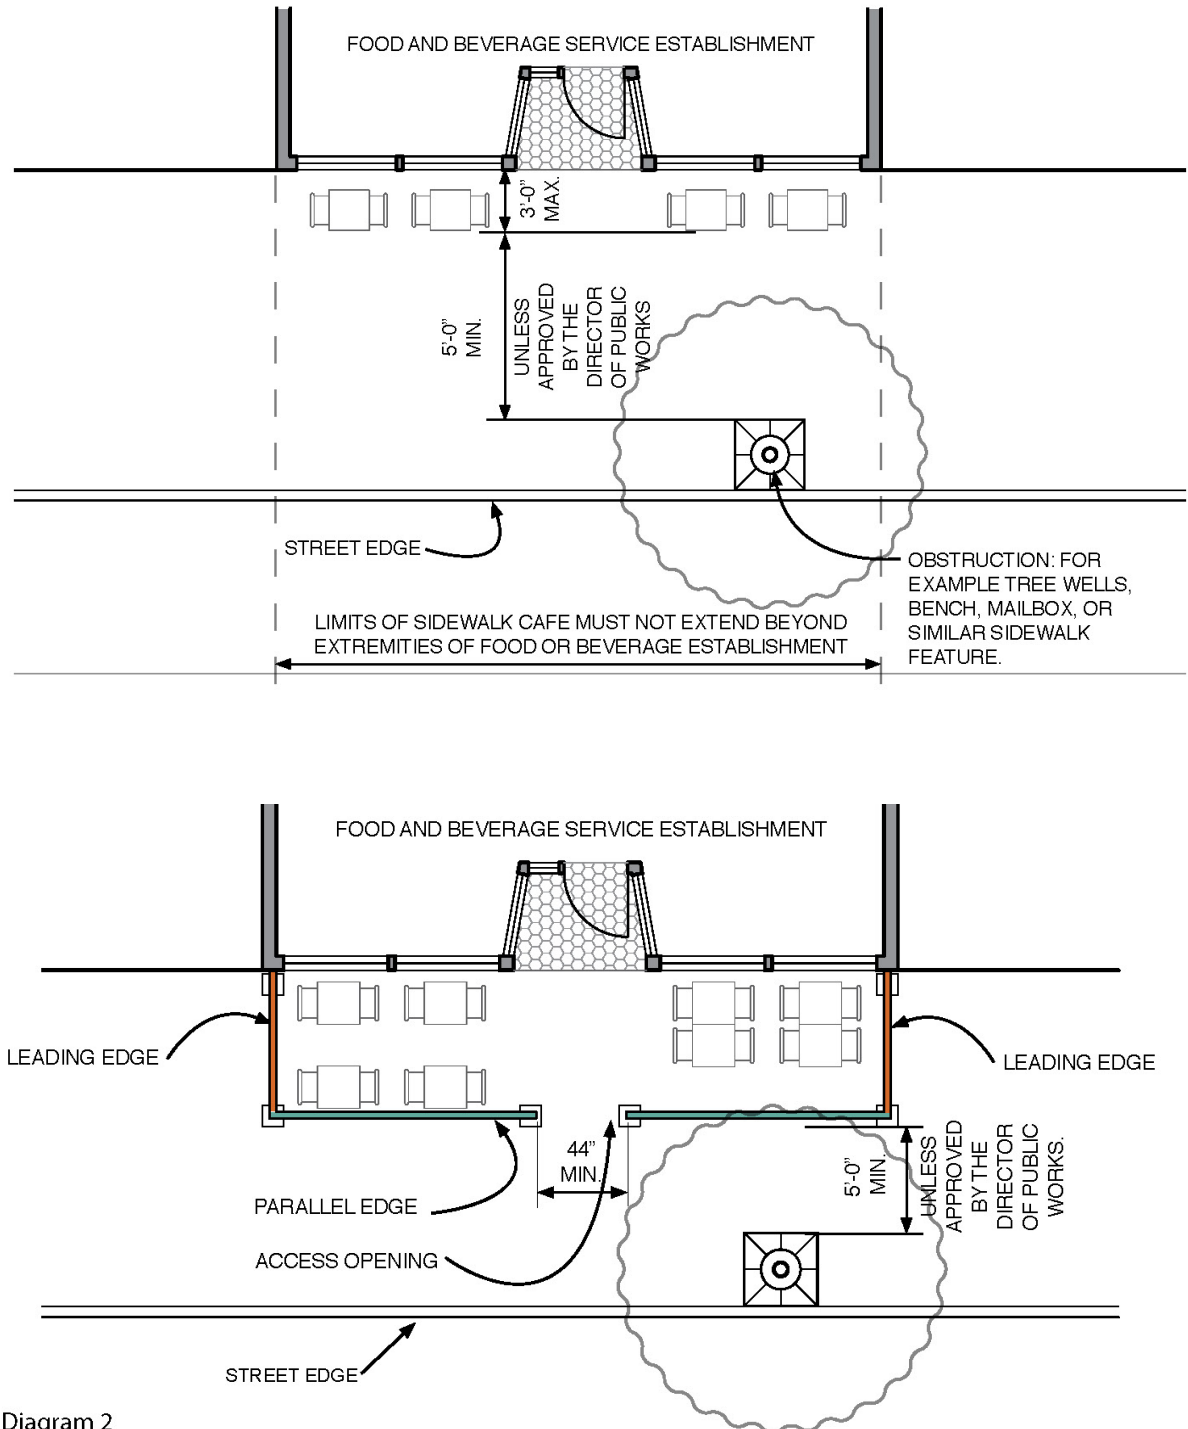 FOOD AND BEVERAGE SERVICE ESTABLISHMENT
3'-0"
MAX.
5'-0"
MIN.
UNLESS
APPROVED
BY THE
DIRECTOR
OF PUBLIC
WORKS
STREET EDGE
OBSTRUCTION: FOR
EXAMPLE TREE WELLS,
BENCH, MAILBOX, OR
SIMILAR SIDEWALK
FEATURE.
LIMITS OF SIDEWALK CAFE MUST NOT EXTEND BEYOND
EXTREMITIES OF FOOD OR BEVERAGE ESTABLISHMENT
FOOD AND BEVERAGE SERVICE ESTABLISHMENT
LEADING EDGE
LEADING EDGE
44"
MIN.
5'-0"
MIN.
UNLESS
APPROVED
BY THE
DIRECTOR
OF PUBLIC
WORKS.
PARALLEL EDGE
ACCESS OPENING
STREET EDGE
Diagram 2